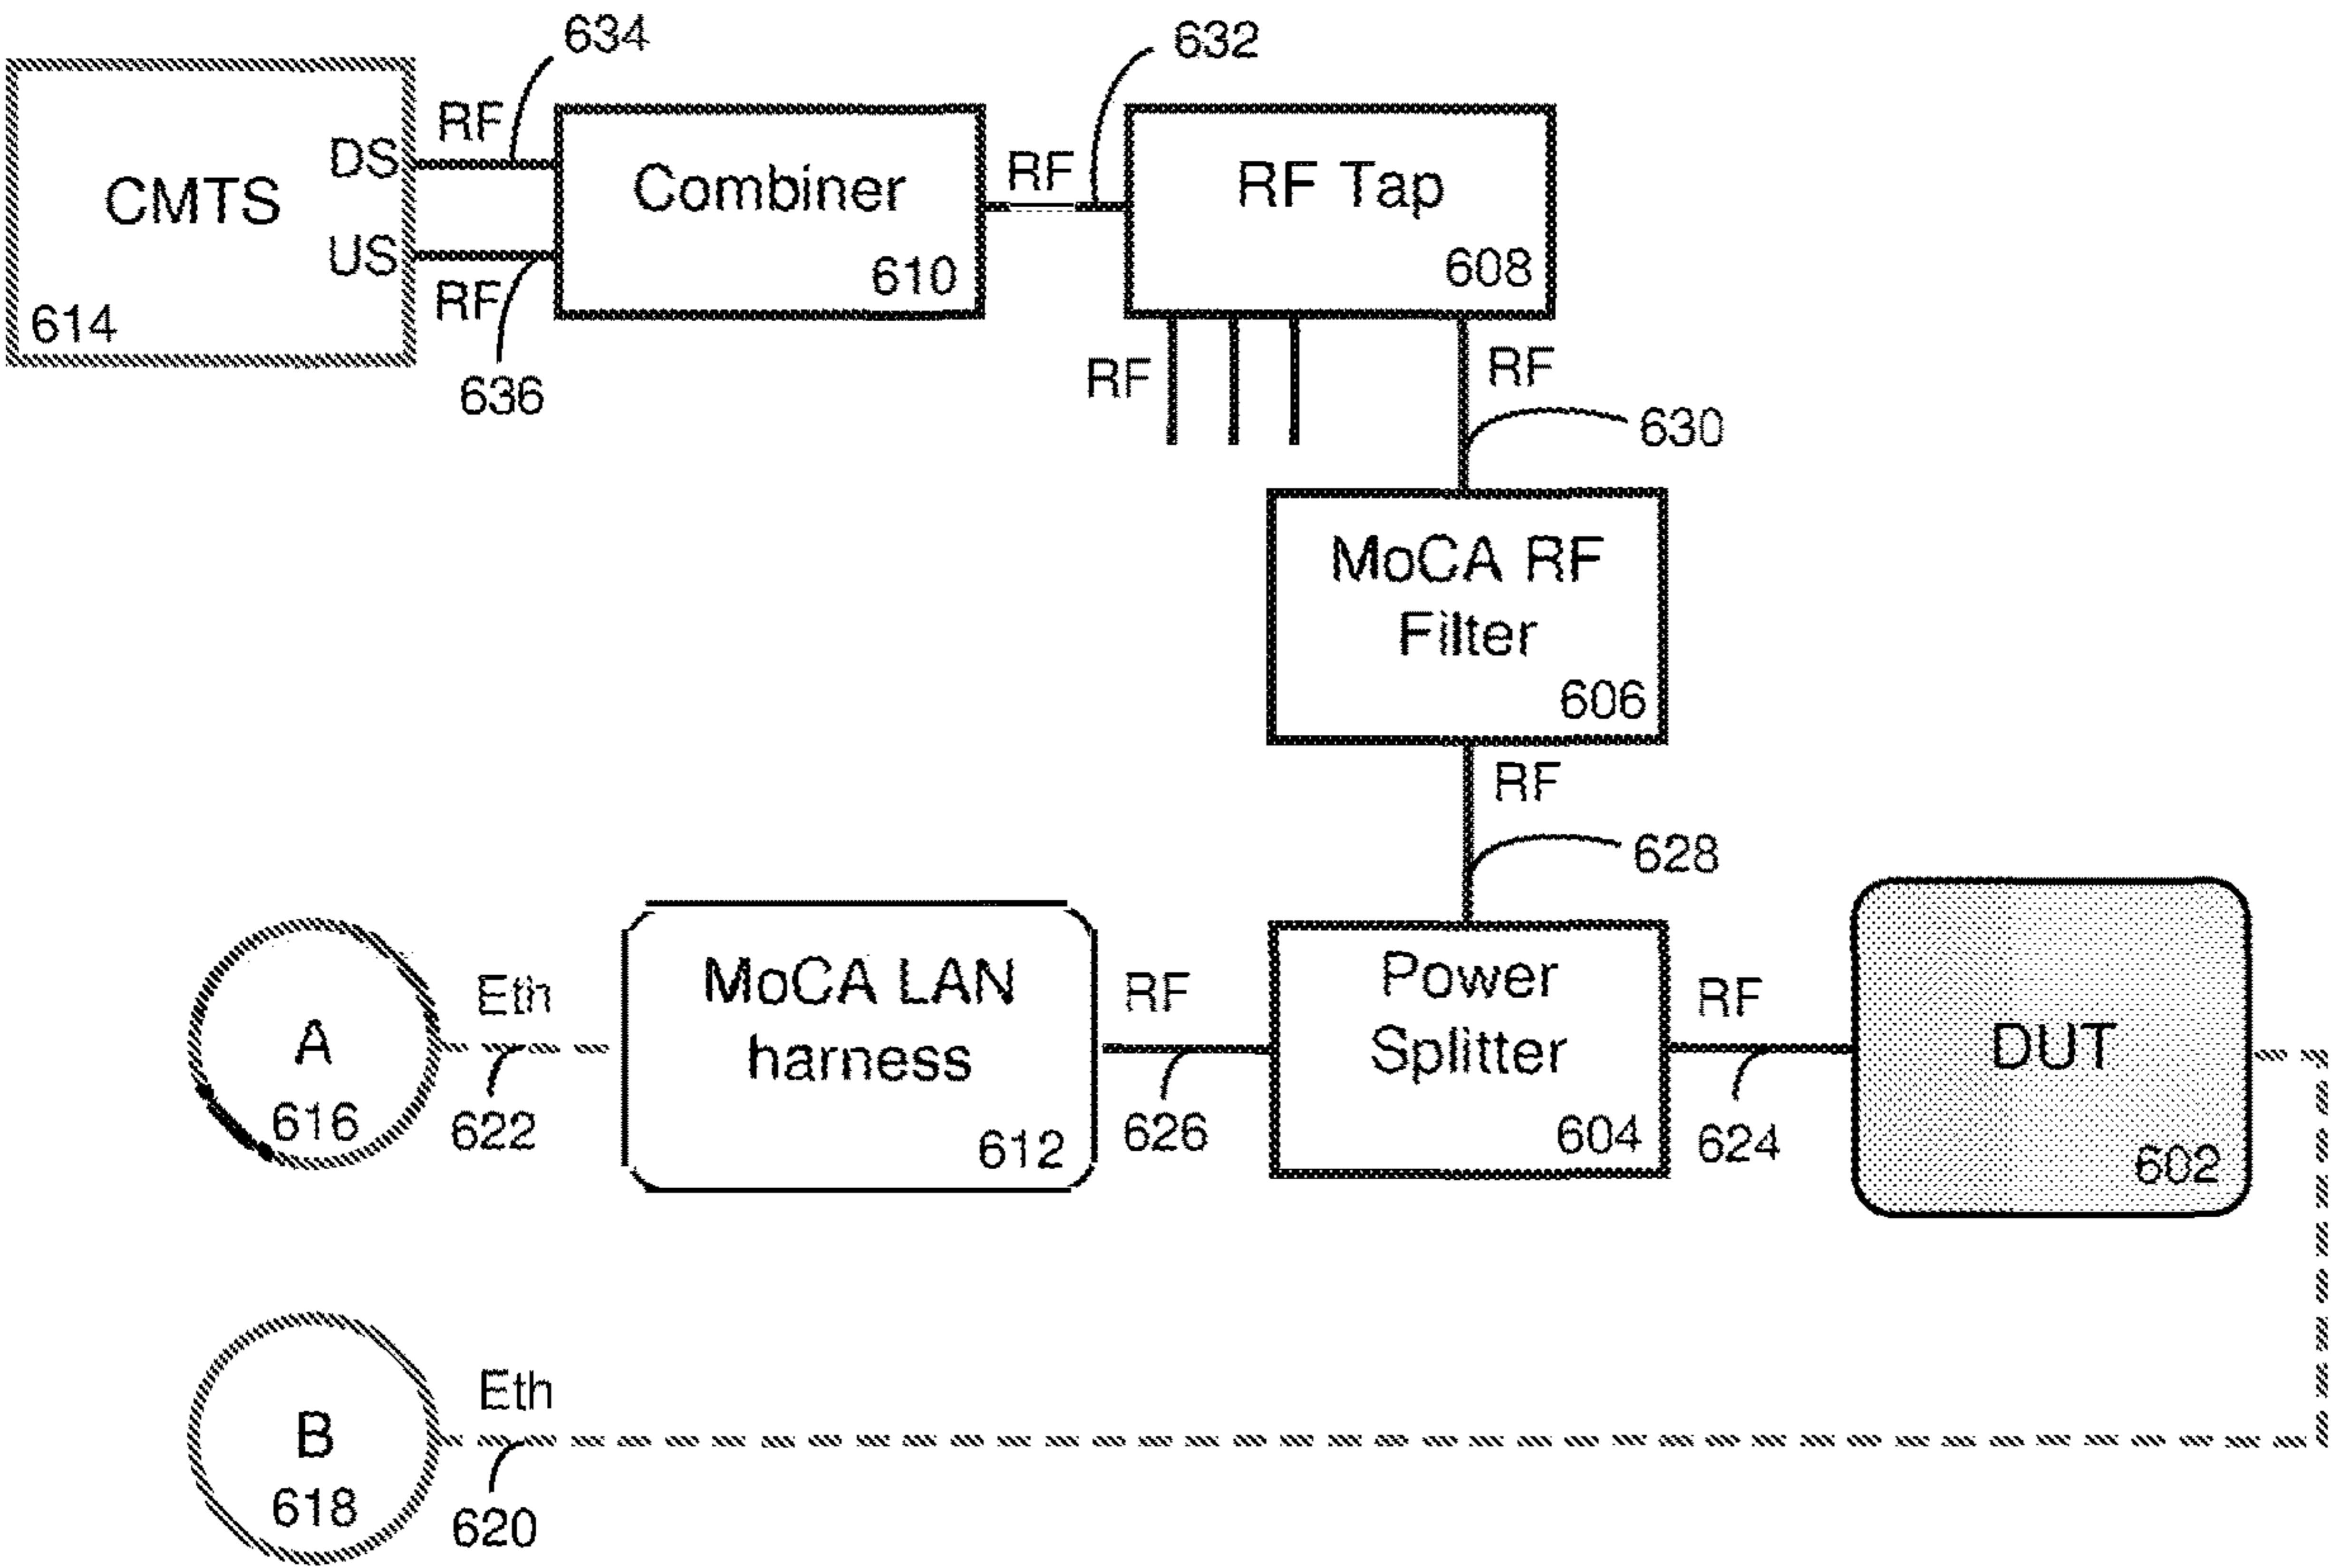 634
632
RF
DS
CMTS
US
RF
614
636
Combiner
610
RF
RF Tap
608
RF
RF
630
MoCA RF
Filter
606
RF
628
A
616
Eth
622
MoCA LAN
harness
612
RF
626
Power
Splitter
604
RF
624
DUT
602
B
618
Eth
620